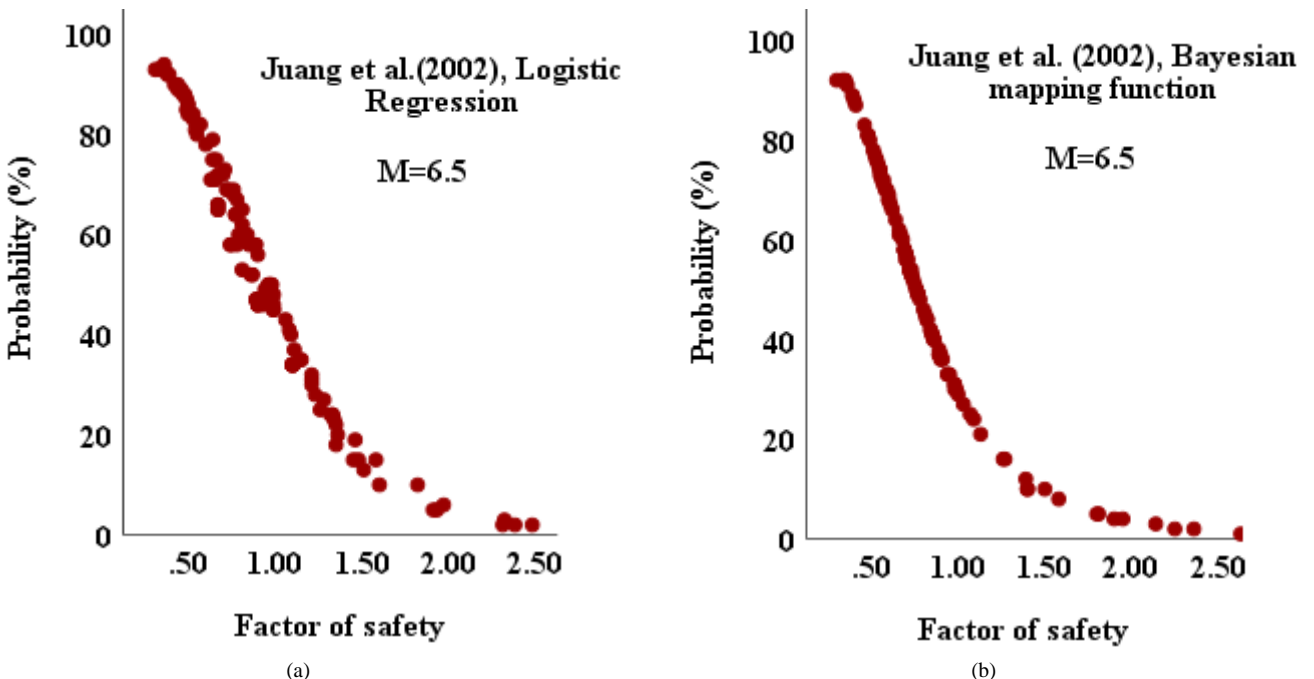 100
80
60
40
20
0
Probability (%)
Juang et al.(2002), Logistic
Regression
M=6.5
.50 1.00 1.50 2.00 2.50
Factor of safety
(a)
100
80
60
40
20
0
Probability (%)
Juang et al. (2002), Bayesian
mapping function
M=6.5
.50 1.00 1.50 2.00 2.50
Factor of safety
(b)